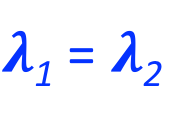 λ₁ = λ₂